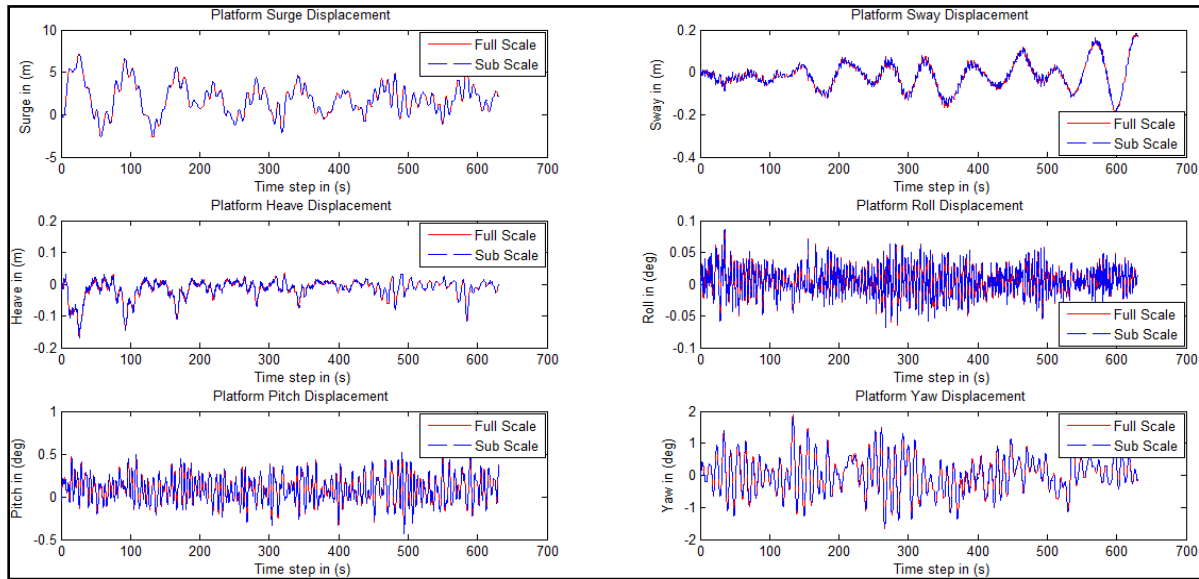 Platform Surge Displacement
10
5
0
-5
Surge in (m)
Full Scale
Sub Scale
0 100 200 300 400 500 600 700
Time step in (s)
Platform Sway Displacement
0.2
0
-0.2
-0.4
Sway in (m)
Full Scale
Sub Scale
0 100 200 300 400 500 600 700
Time step in (s)
Platform Heave Displacement
0.2
0.1
0
-0.1
-0.2
Heave in (m)
Full Scale
Sub Scale
0 100 200 300 400 500 600 700
Time step in (s)
Platform Roll Displacement
0.1
0.05
0
-0.05
-0.1
Roll in (deg)
Full Scale
Sub Scale
0 100 200 300 400 500 600 700
Time step in (s)
Platform Pitch Displacement
1
0.5
0
-0.5
Pitch in (deg)
Full Scale
Sub Scale
0 100 200 300 400 500 600 700
Time step in (s)
Platform Yaw Displacement
2
1
0
-1
-2
Yaw in (deg)
Full Scale
Sub Scale
0 100 200 300 400 500 600 700
Time step in (s)